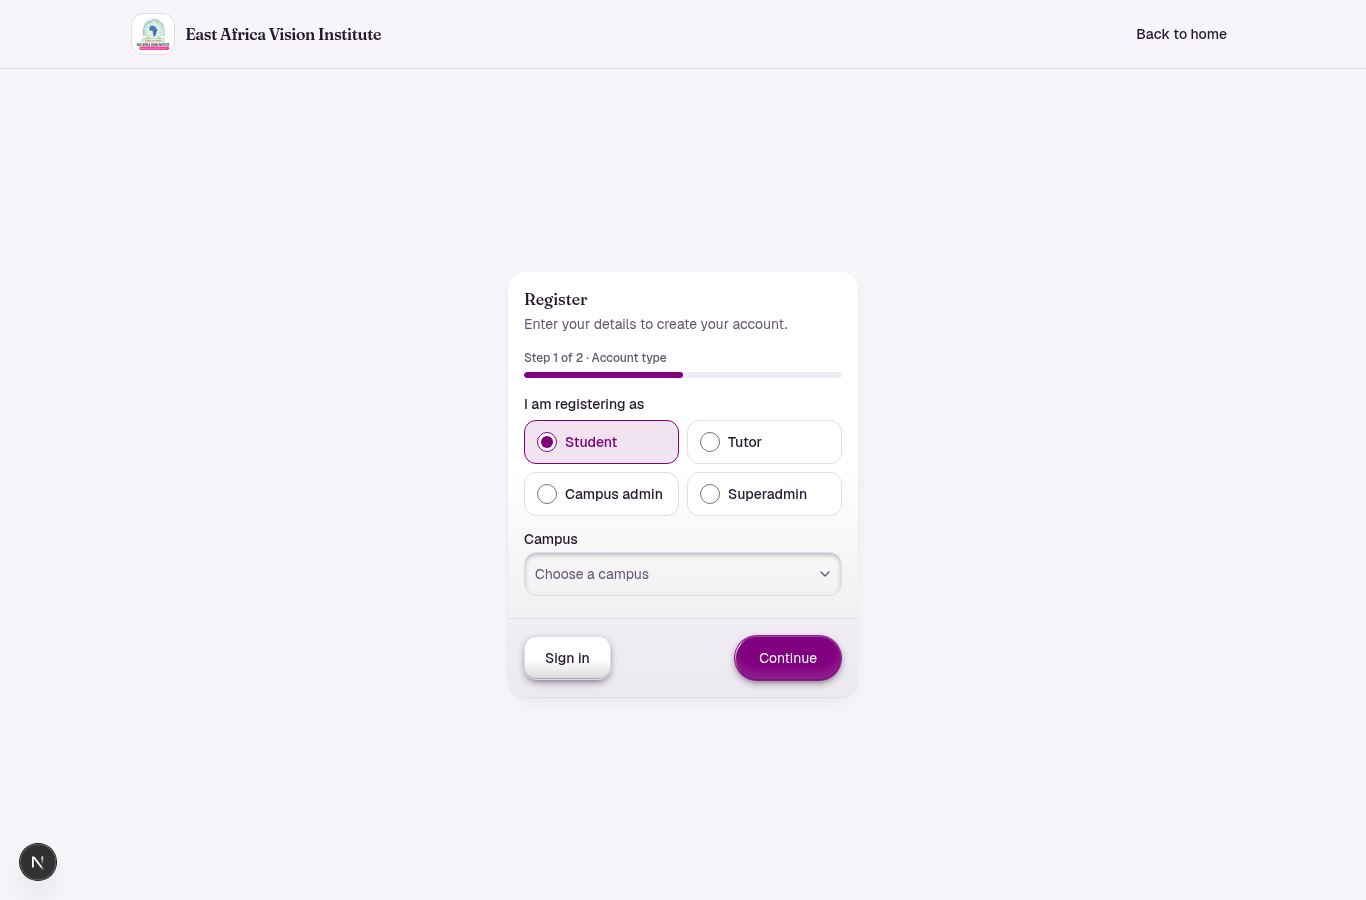 East Africa Vision Institute
Back to home
Register
Enter your details to create your account.
Step 1 of 2 · Account type
I am registering as
Student
Tutor
Campus admin
Superadmin
Campus
Choose a campus
Sign in
Continue
N